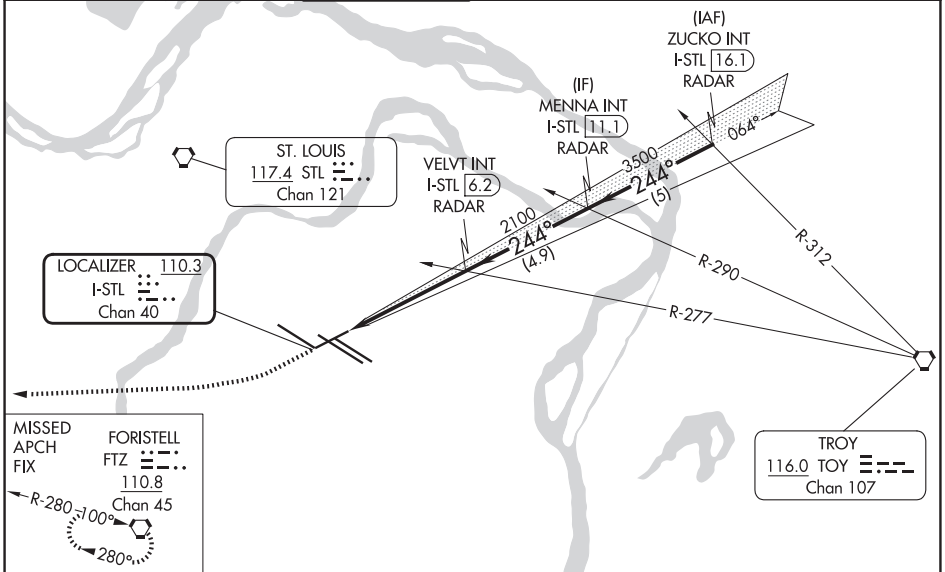 (IAF)
ZUCKO INT
I-STL 16.1
RADAR
(IF)
MENNA INT
I-STL 11.1
RADAR
064°
ST. LOUIS
117.4 STL
Chan 121
VELVT INT
I-STL 6.2
RADAR
3500
244°
(5)
2100
244°
(4.9)
R-312
R-290
R-277
LOCALIZER 110.3
I-STL
Chan 40
MISSED
APCH
FIX
FORISTELL
FTZ
110.8
Chan 45
R-280
100°
280°
TROY
116.0 TOY
Chan 107